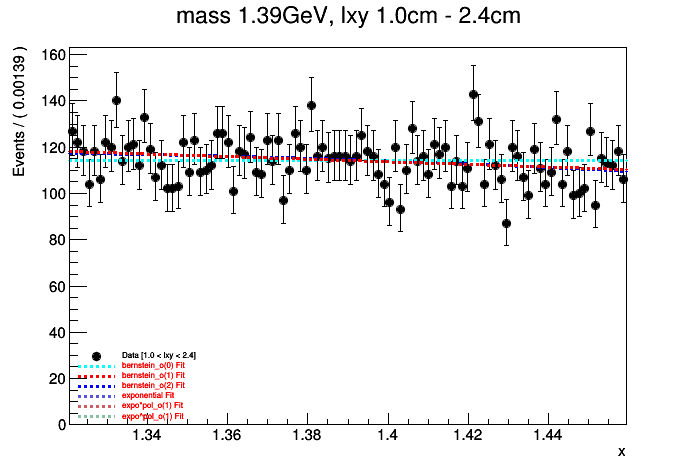 mass 1.39GeV, lxy 1.0cm - 2.4cm
Events / ( 0.00139 )
160
140
120
100
80
60
40
20
0
Data [1.0 < lxy < 2.4]
bernstein_o(0) Fit
bernstein_o(1) Fit
bernstein_o(2) Fit
exponential Fit
expo*pol_o(1) Fit
expo*pol_o(1) Fit
1.34 1.36 1.38 1.4 1.42 1.44
x